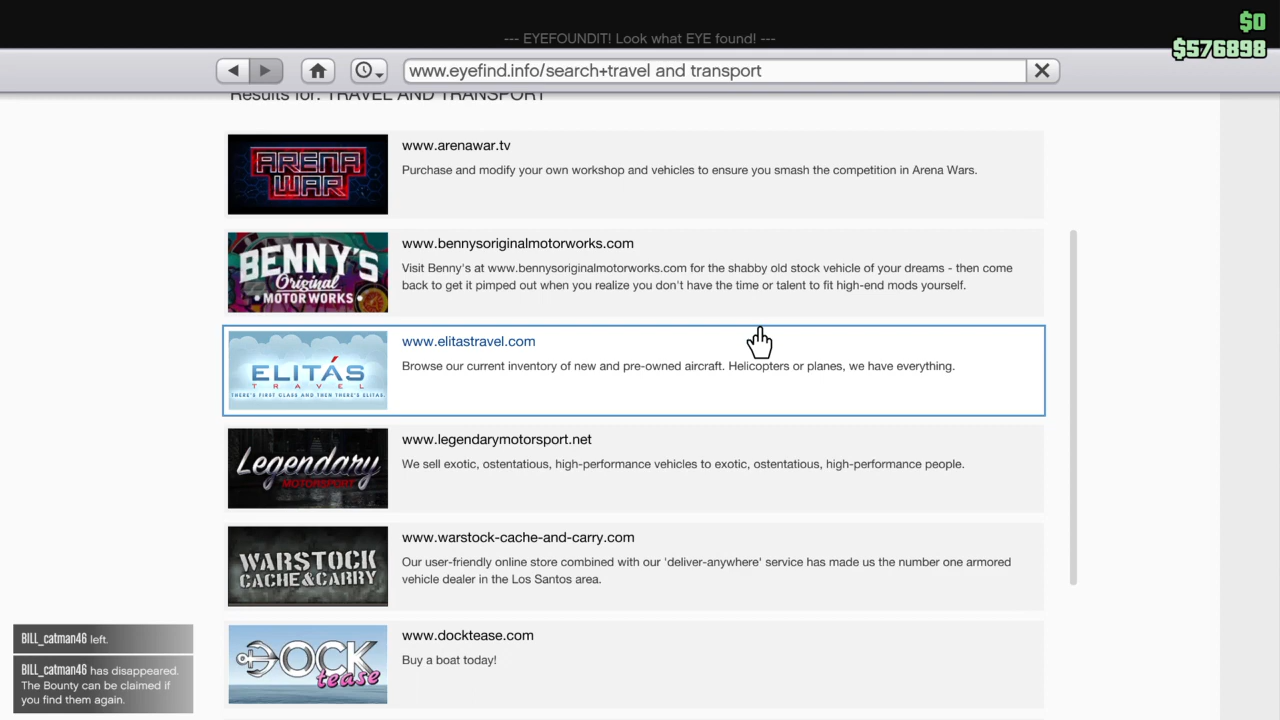 --- EYEFOUNDIT! Look what EYE found! ---
$0
$576898
www.eyefind.info/search+travel and transport
Results for: TRAVEL AND TRANSPORT
ARENA
WAR
www.arenawar.tv
Purchase and modify your own workshop and vehicles to ensure you smash the competition in Arena Wars.
BENNY'S
Original
• MOTOR WORKS •
www.bennysoriginalmotorworks.com
Visit Benny's at www.bennysoriginalmotorworks.com for the shabby old stock vehicle of your dreams - then come
back to get it pimped out when you realize you don't have the time or talent to fit high-end mods yourself.
ELITÁS
TRAVEL
THERE'S FIRST CLASS AND THEN THERE'S ELITAS.
www.elitastravel.com
Browse our current inventory of new and pre-owned aircraft. Helicopters or planes, we have everything.
Legendary
MOTORSPORT
www.legendarymotorsport.net
We sell exotic, ostentatious, high-performance vehicles to exotic, ostentatious, high-performance people.
WARSTOCK
CACHE&CARRY
www.warstock-cache-and-carry.com
Our user-friendly online store combined with our 'deliver-anywhere' service has made us the number one armored
vehicle dealer in the Los Santos area.
DOCK
tease
www.docktease.com
Buy a boat today!
BILL_catman46 left.
BILL_catman46 has disappeared.
The Bounty can be claimed if
you find them again.